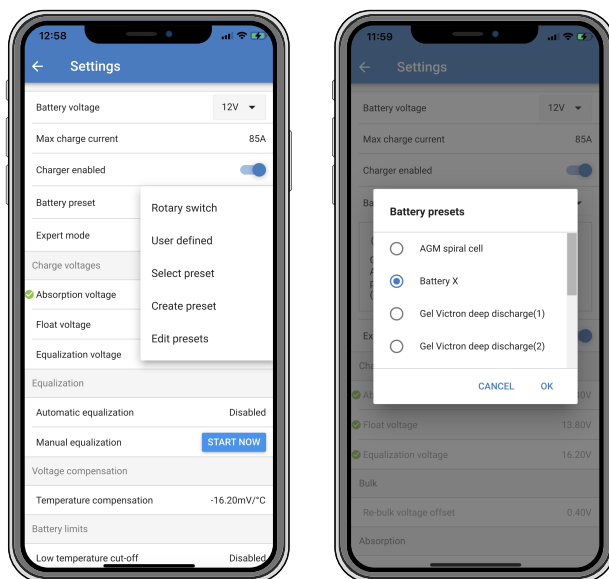 12:58
Settings
Battery voltage 12V
Max charge current 85A
Charger enabled
Battery preset
Expert mode
Rotary switch
User defined
Select preset
Create preset
Edit presets
Charge voltages
Absorption voltage
Float voltage
Equalization voltage
Equalization
Automatic equalization Disabled
Manual equalization START NOW
Voltage compensation
Temperature compensation -16.20mV/°C
Battery limits
Low temperature cut-off Disabled
11:59
Settings
Battery voltage 12V
Max charge current 85A
Charger enabled
Ba
Battery presets
AGM spiral cell
Battery X
Gel Victron deep discharge(1)
Gel Victron deep discharge(2)
CANCEL OK
Ex
Cha
Ab
Float voltage 13.80V
Equalization voltage 16.20V
Bulk
Re-bulk voltage offset 0.40V
Absorption